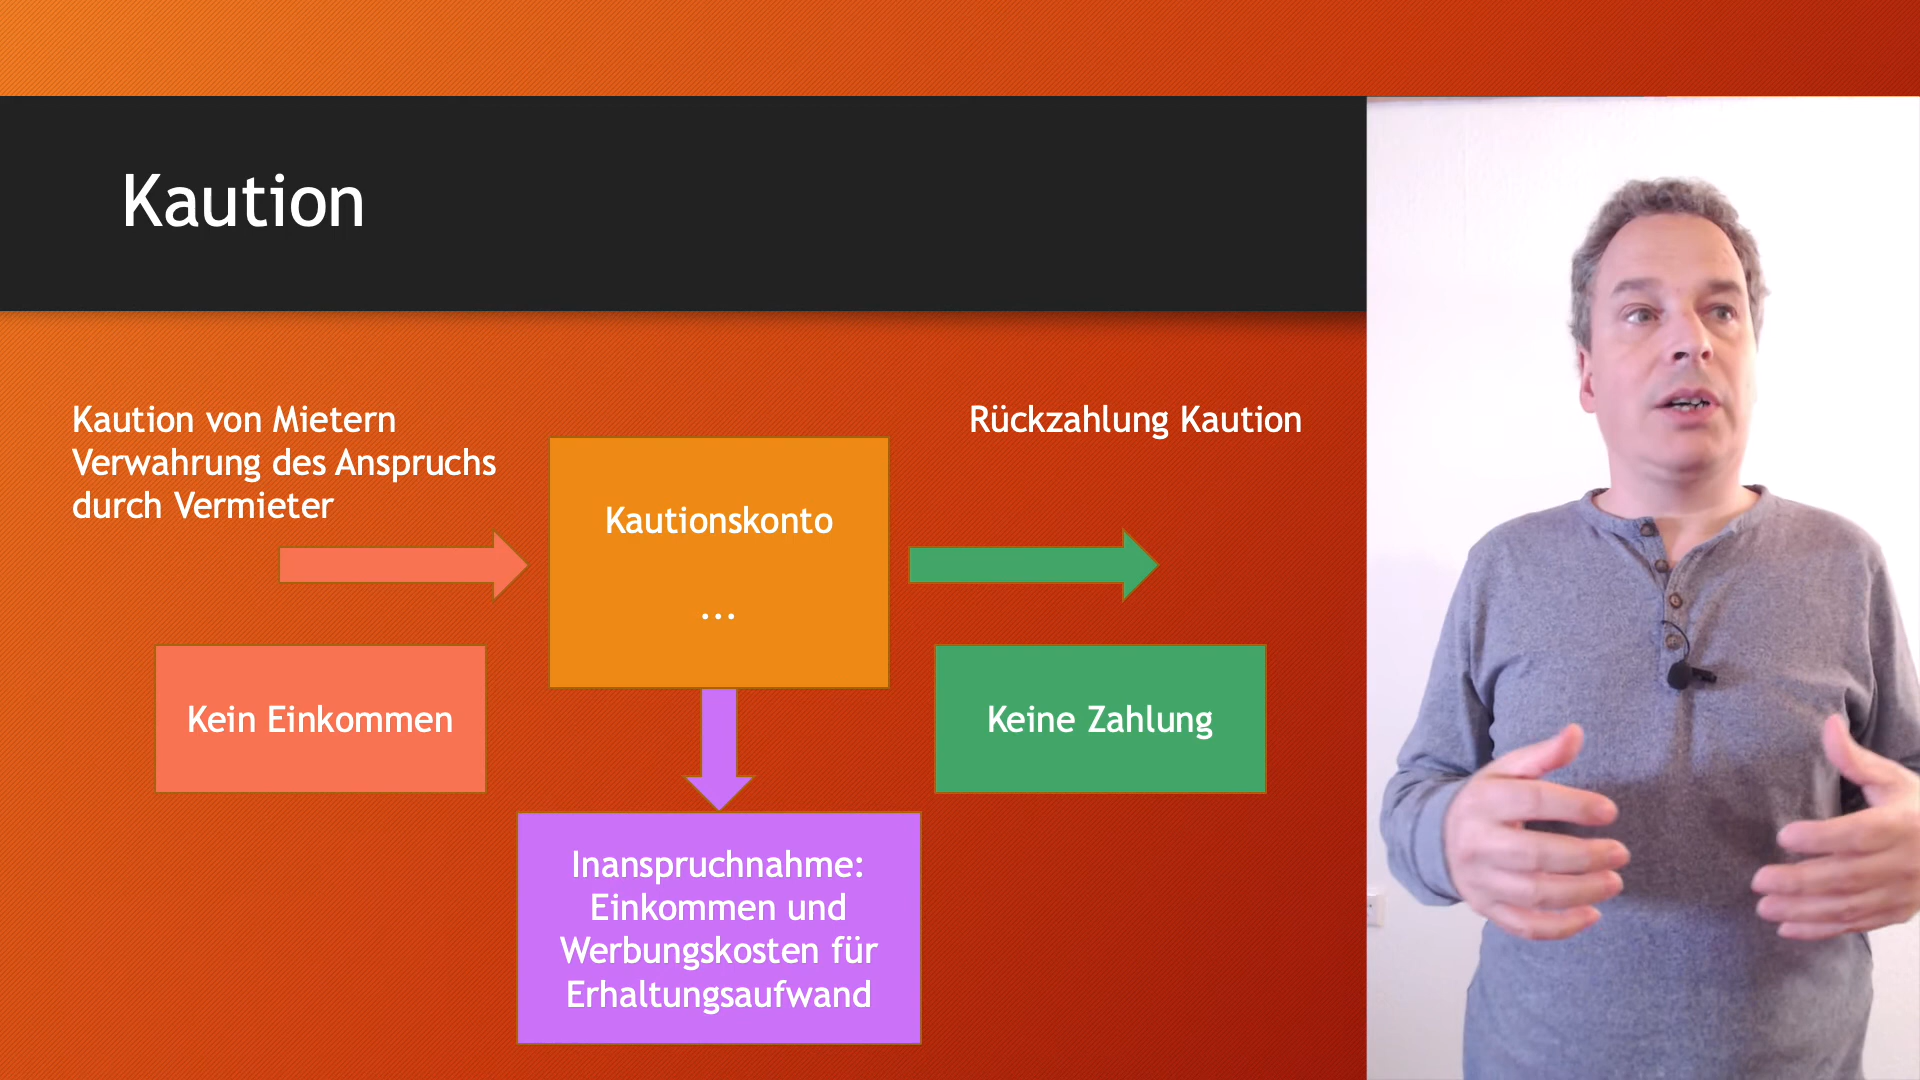 Kaution
Kaution von Mietern
Verwahrung des Anspruchs
durch Vermieter
Rückzahlung Kaution
Kautionskonto
...
Kein Einkommen
Keine Zahlung
Inanspruchnahme:
Einkommen und
Werbungskosten für
Erhaltungsaufwand